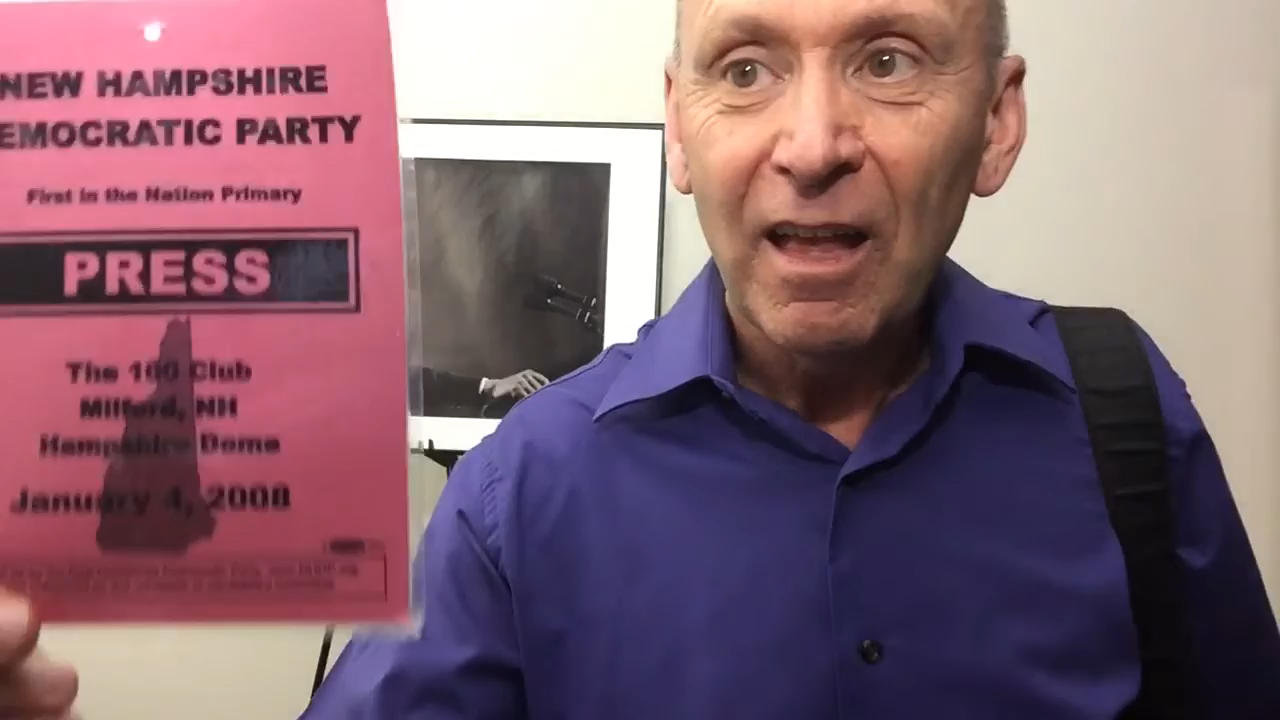 NEW HAMPSHIRE
EMOCRATIC PARTY
First in the Nation Primary
PRESS
The 100 Club
Milford, NH
Hampshire Dome
January 4, 2008